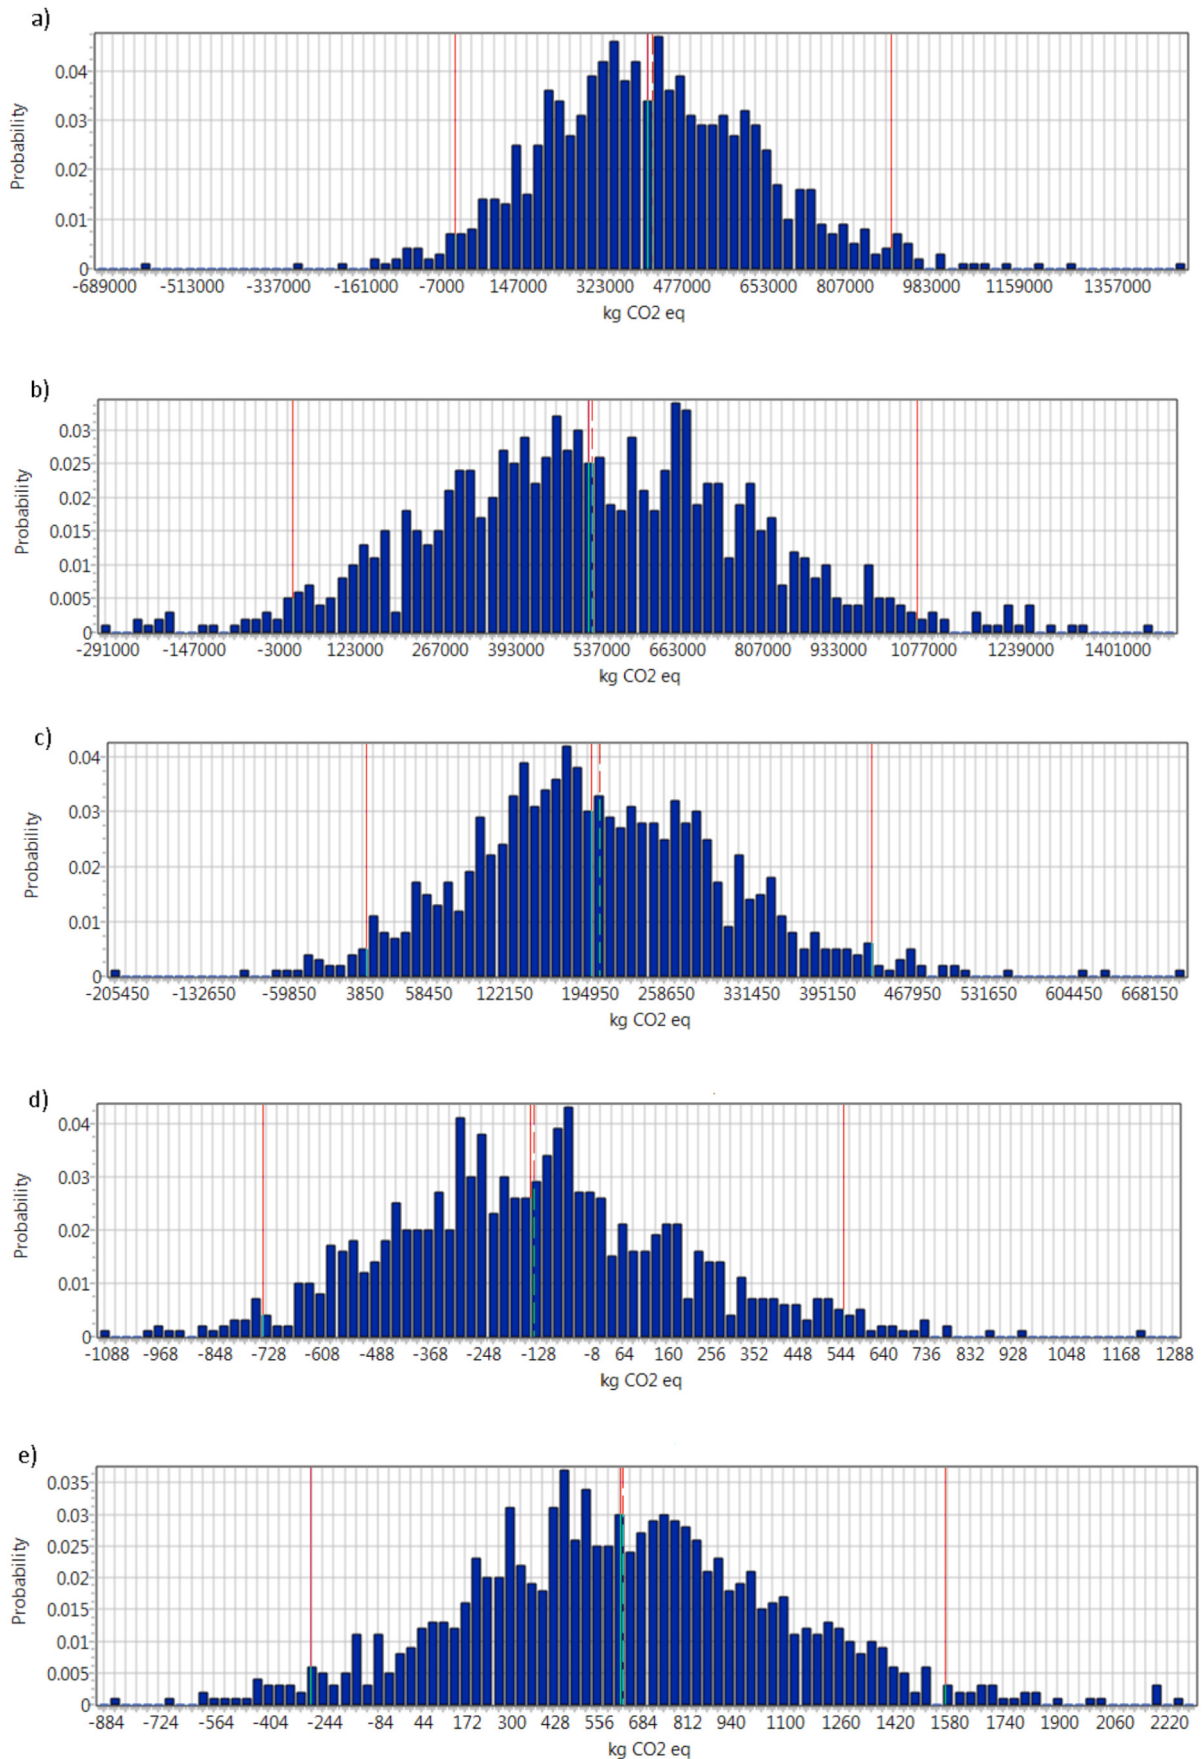 a)
Probability
0.04
0.03
0.02
0.01
0
-689000 -513000 -337000 -161000 -7000 147000 323000 477000 653000 807000 983000 1159000 1357000
kg CO2 eq
b)
Probability
0.03
0.025
0.02
0.015
0.01
0.005
0
-291000 -147000 -3000 123000 267000 393000 537000 663000 807000 933000 1077000 1239000 1401000
kg CO2 eq
c)
Probability
0.04
0.03
0.02
0.01
0
-205450 -132650 -59850 3850 58450 122150 194950 258650 331450 395150 467950 531650 604450 668150
kg CO2 eq
d)
Probability
0.04
0.03
0.02
0.01
0
-1088 -968 -848 -728 -608 -488 -368 -248 -128 -8 64 160 256 352 448 544 640 736 832 928 1048 1168 1288
kg CO2 eq
e)
Probability
0.035
0.03
0.025
0.02
0.015
0.01
0.005
0
-884 -724 -564 -404 -244 -84 44 172 300 428 556 684 812 940 1100 1260 1420 1580 1740 1900 2060 2220
kg CO2 eq